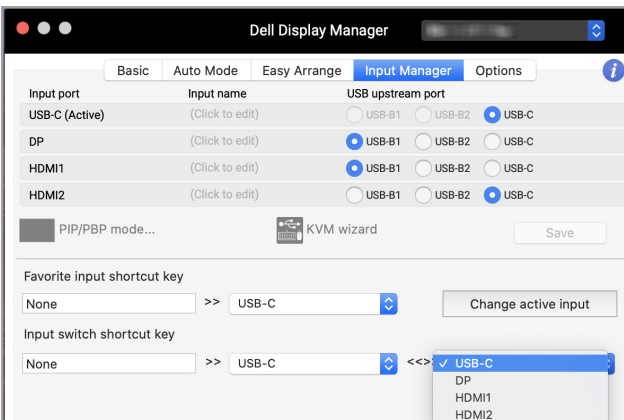 Dell Display Manager
Basic Auto Mode Easy Arrange Input Manager Options i
Input port Input name USB upstream port
USB-C (Active) (Click to edit) USB-B1 USB-B2 USB-C
DP (Click to edit) USB-B1 USB-B2 USB-C
HDMI1 (Click to edit) USB-B1 USB-B2 USB-C
HDMI2 (Click to edit) USB-B1 USB-B2 USB-C
PIP/PBP mode... KVM wizard Save
Favorite input shortcut key
None >> USB-C Change active input
Input switch shortcut key
None >> USB-C <<> ✓ USB-C
DP
HDMI1
HDMI2